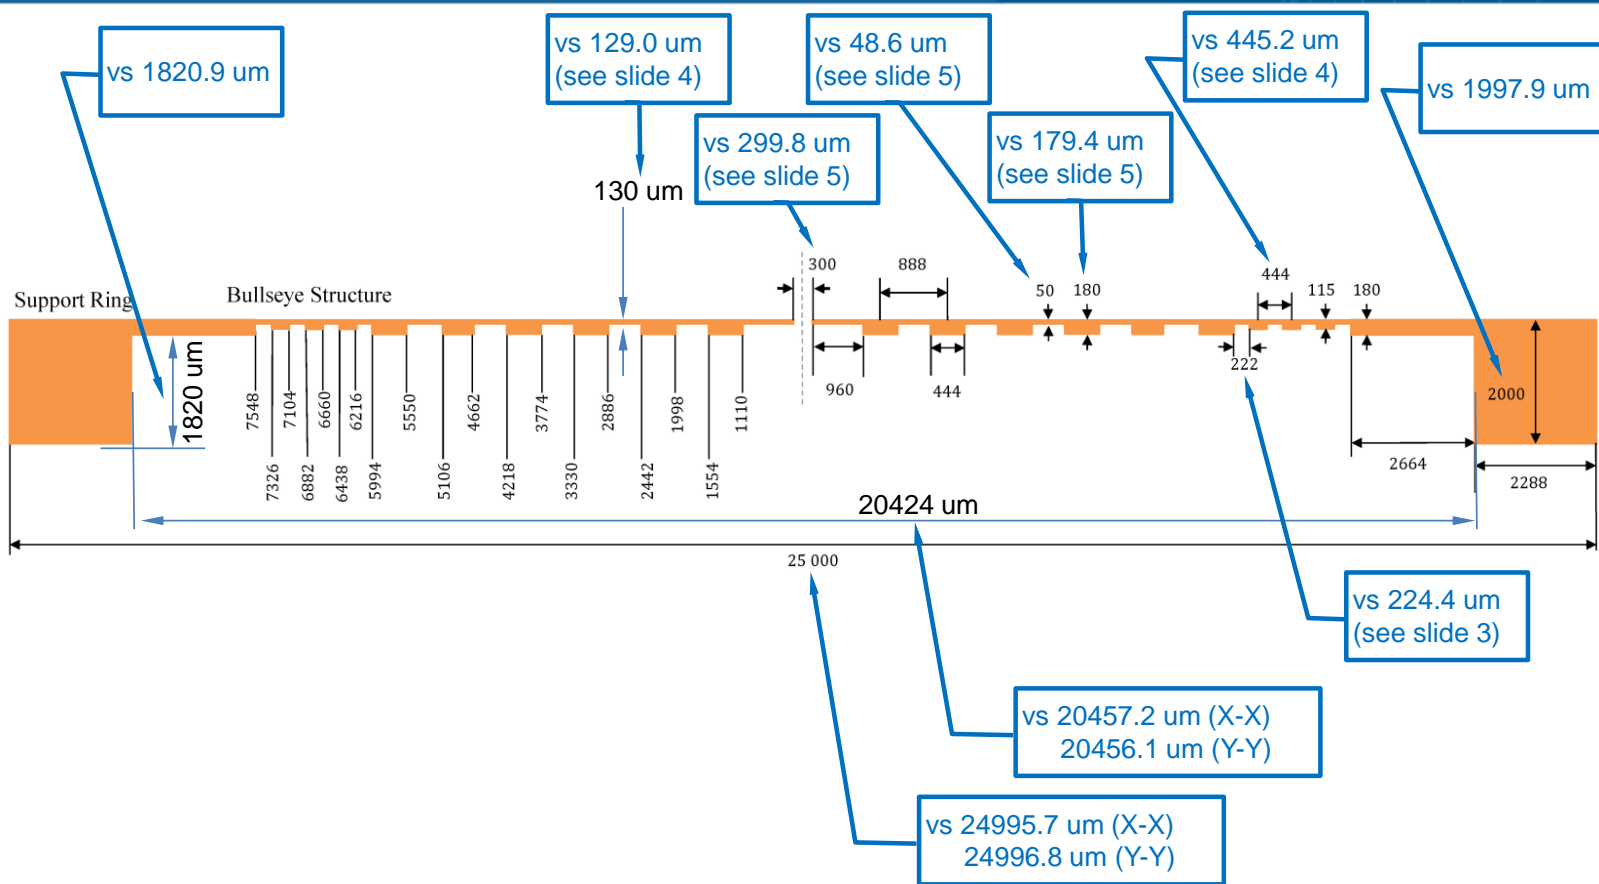 vs 1820.9 um
vs 129.0 um
(see slide 4)
vs 48.6 um
(see slide 5)
vs 445.2 um
(see slide 4)
vs 1997.9 um
vs 299.8 um
(see slide 5)
vs 179.4 um
(see slide 5)
130 um
300
888
50
180
444
115
180
Support Ring
Bullseye Structure
1820 um
960
444
222
2000
7548
7104
6660
6216
5550
4662
3774
2886
1998
1110
7326
6882
6438
5994
5106
4218
3330
2442
1554
2664
2288
20424 um
25 000
vs 224.4 um
(see slide 3)
vs 20457.2 um (X-X)
20456.1 um (Y-Y)
vs 24995.7 um (X-X)
24996.8 um (Y-Y)